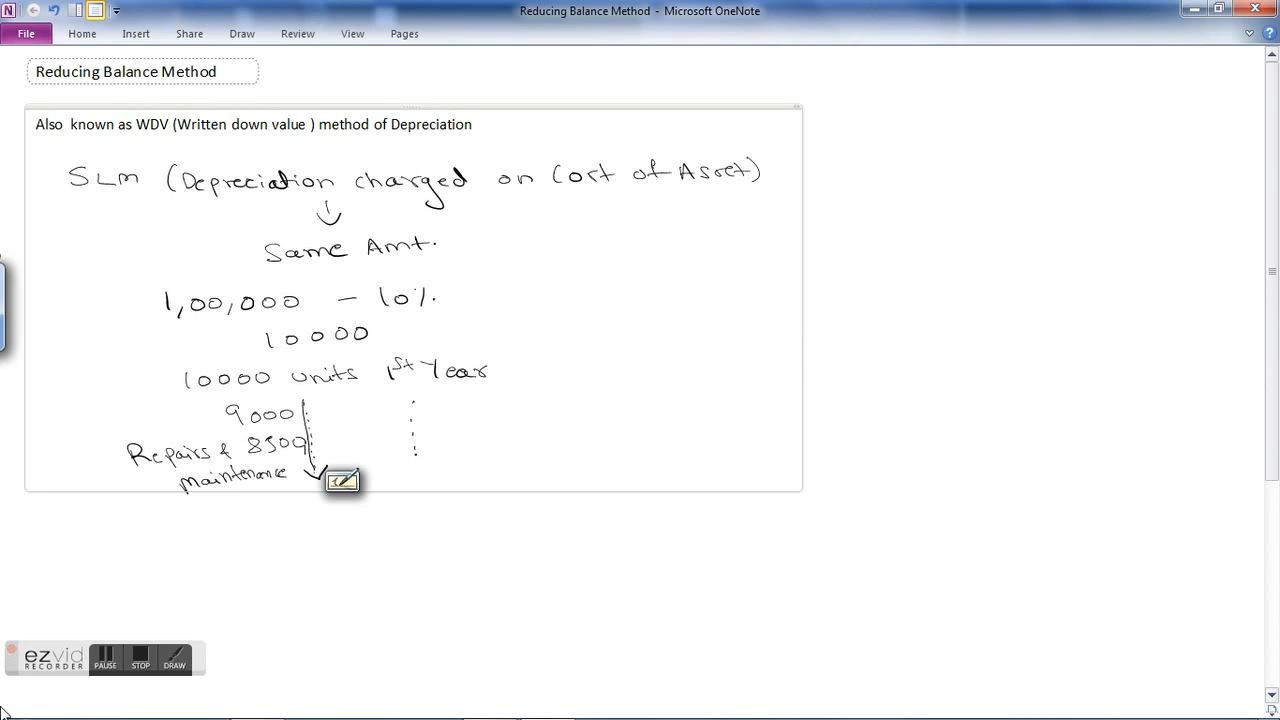 Reducing Balance Method - Microsoft OneNote
File Home Insert Share Draw Review View Pages
Reducing Balance Method
Also known as WDV (Written down value ) method of Depreciation
SLM (Depreciation charged on Cost of Asset)
Same Amt.
1,00,000 - 10%
10000
10000 units 1st Year
9000
Repairs & 8500
maintenance
ezvid
RECORDER
PAUSE STOP DRAW